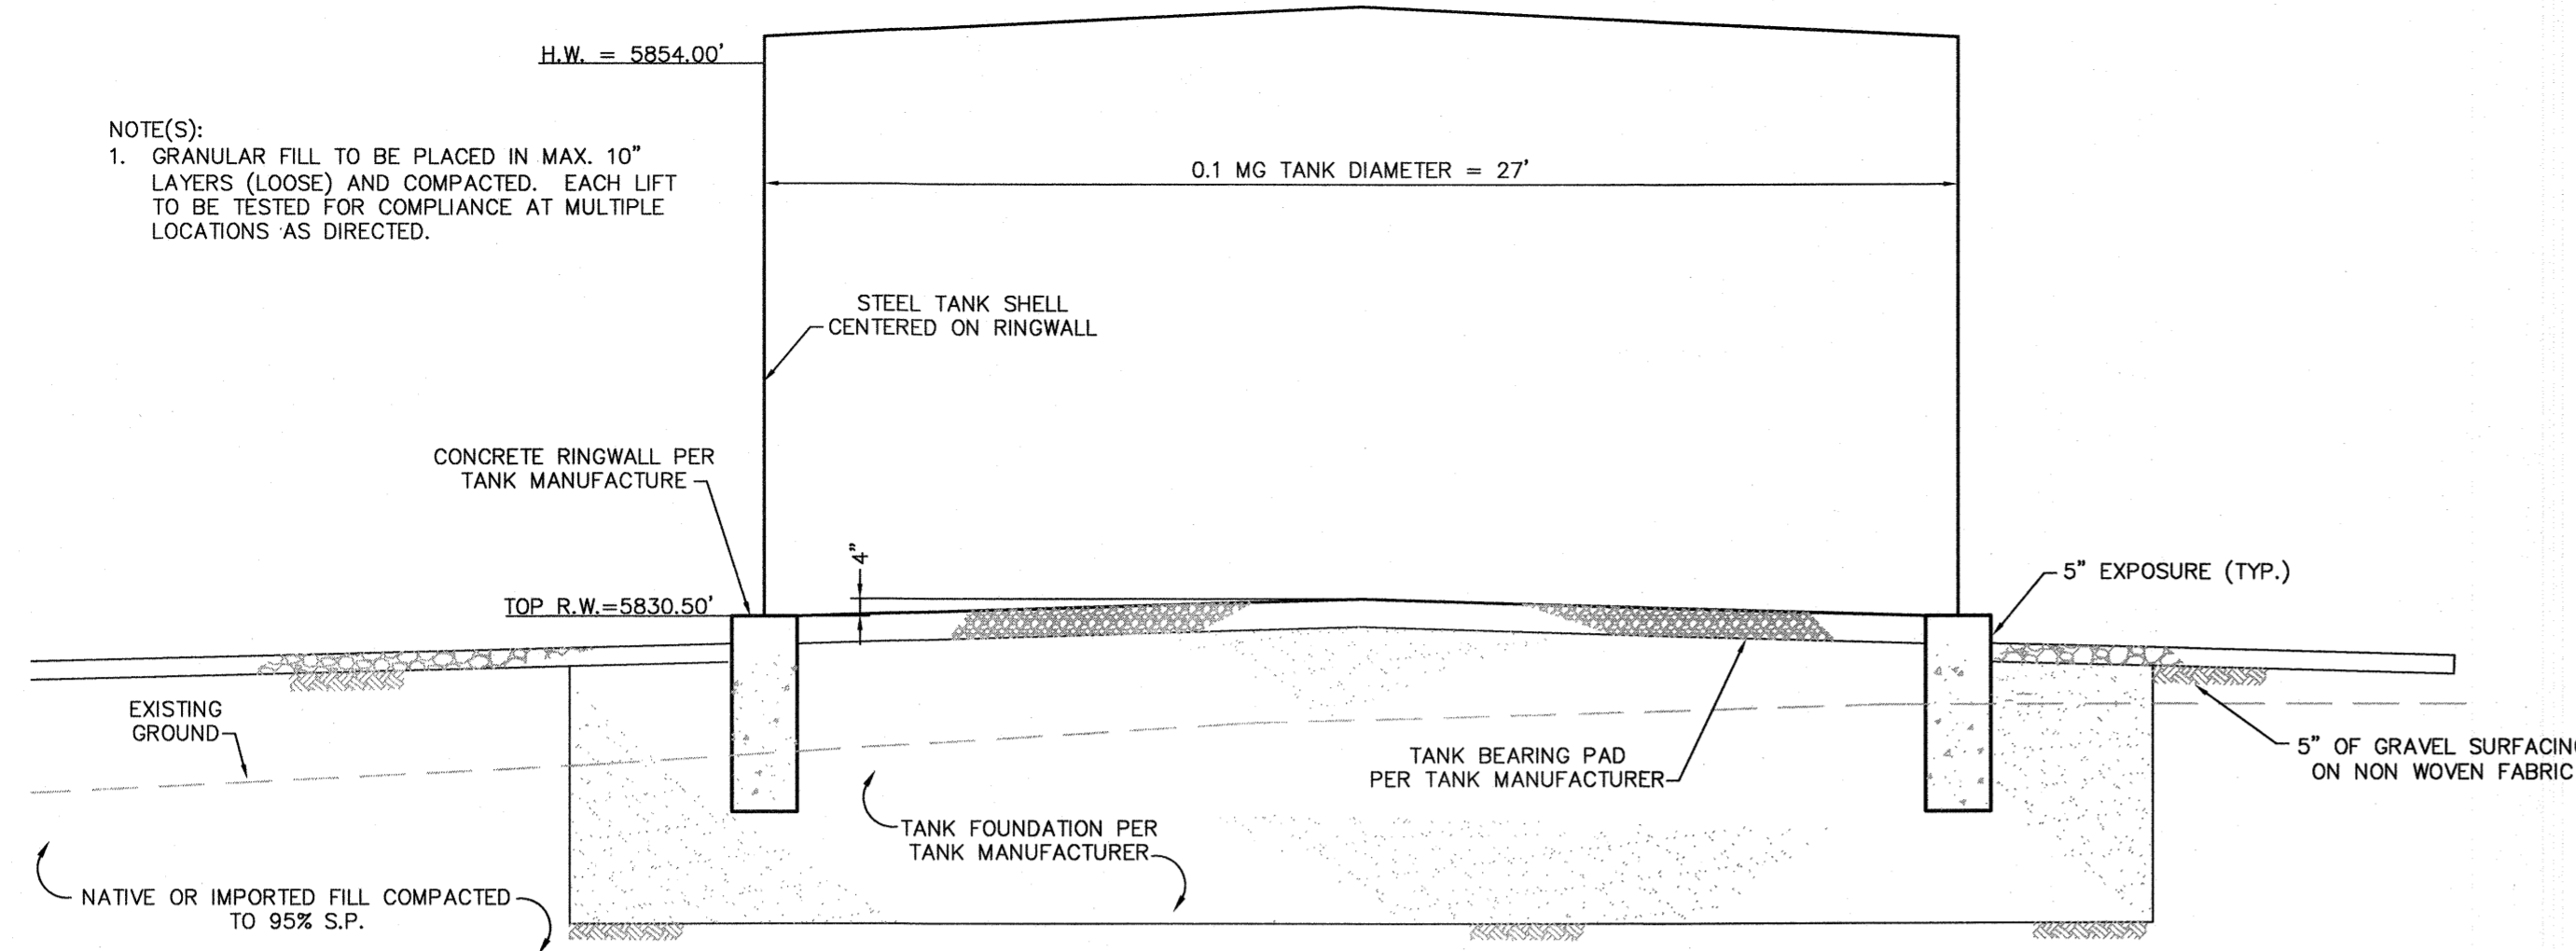 H.W. = 5854.00'
NOTE(S):
1. GRANULAR FILL TO BE PLACED IN MAX. 10"
LAYERS (LOOSE) AND COMPACTED. EACH LIFT
TO BE TESTED FOR COMPLIANCE AT MULTIPLE
LOCATIONS AS DIRECTED.
0.1 MG TANK DIAMETER = 27'
STEEL TANK SHELL
CENTERED ON RINGWALL
CONCRETE RINGWALL PER
TANK MANUFACTURE
4"
5" EXPOSURE (TYP.)
TOP R.W.=5830.50'
EXISTING
GROUND
TANK BEARING PAD
PER TANK MANUFACTURER
5" OF GRAVEL SURFACING
ON NON WOVEN FABRIC
TANK FOUNDATION PER
TANK MANUFACTURER
NATIVE OR IMPORTED FILL COMPACTED
TO 95% S.P.